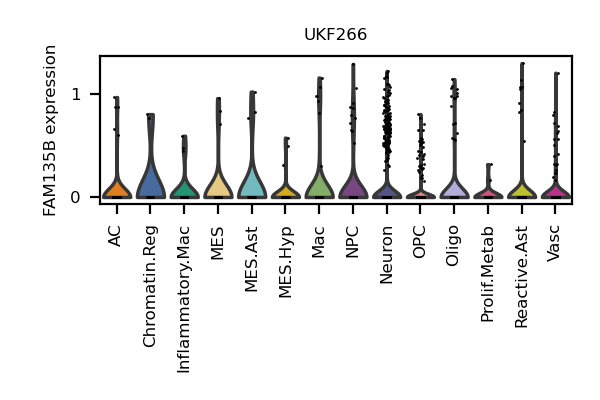 UKF266
FAM135B expression
1
0
AC
Chromatin.Reg
Inflammatory.Mac
MES
MES.Ast
MES.Hyp
Mac
NPC
Neuron
OPC
Oligo
Prolif.Metab
Reactive.Ast
Vasc